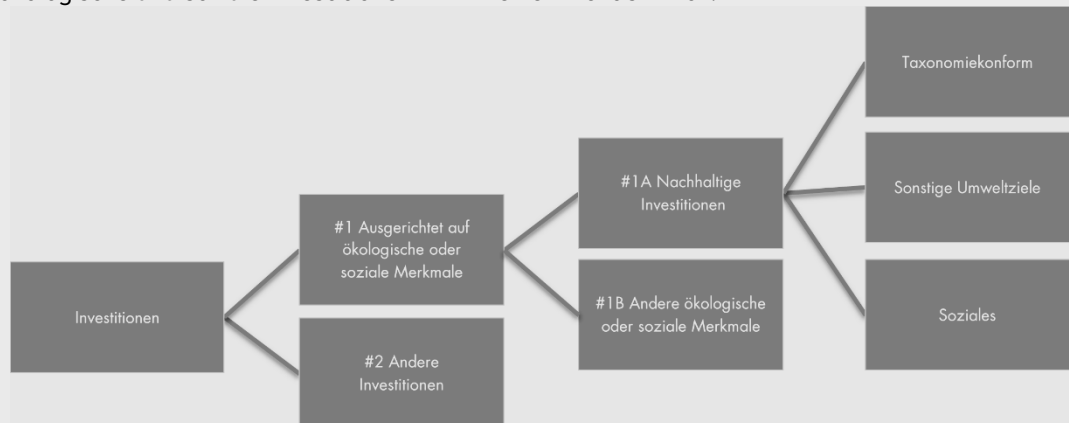 Taxonomiekonform
#1A Nachhaltige
Investitionen
Sonstige Umweltziele
#1 Ausgerichtet auf
ökologische oder
soziale Merkmale
#1B Andere ökologische
oder soziale Merkmale
Investitionen
Soziales
#2 Andere
Investitionen